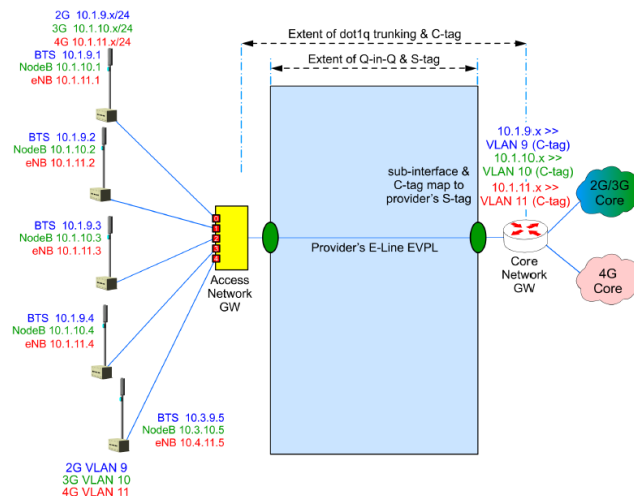 2G 10.1.9.x/24
3G 10.1.10.x/24
4G 10.1.11.x/24
BTS 10.1.9.1
NodeB 10.1.10.1
eNB 10.1.11.1
BTS 10.1.9.2
NodeB 10.1.10.2
eNB 10.1.11.2
BTS 10.1.9.3
NodeB 10.1.10.3
eNB 10.1.11.3
BTS 10.1.9.4
NodeB 10.1.10.4
eNB 10.1.11.4
BTS 10.3.9.5
NodeB 10.3.10.5
eNB 10.4.11.5
2G VLAN 9
3G VLAN 10
4G VLAN 11
0
1
2
3
4
Access
Network
GW
Extent of dot1q trunking & C-tag
Extent of Q-in-Q & S-tag
sub-interface &
C-tag map to
provider's S-tag
Provider's E-Line EVPL
10.1.9.x >>
VLAN 9 (C-tag)
10.1.10.x >>
VLAN 10 (C-tag)
10.1.11.x >>
VLAN 11 (C-tag)
Core
Network
GW
2G/3G
Core
4G
Core